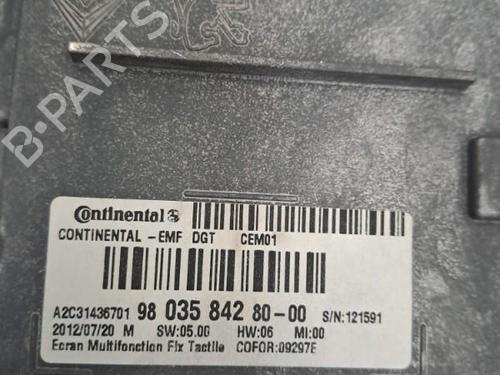 Continental
CONTINENTAL -EMF DGT CEM01
A2C31436701 98 035 842 80-00 S/N:121591
2012/07/20 M SW:05.00 HW:06 MI:00
Ecran Multifonction Fix Tactile COFOR:09297E